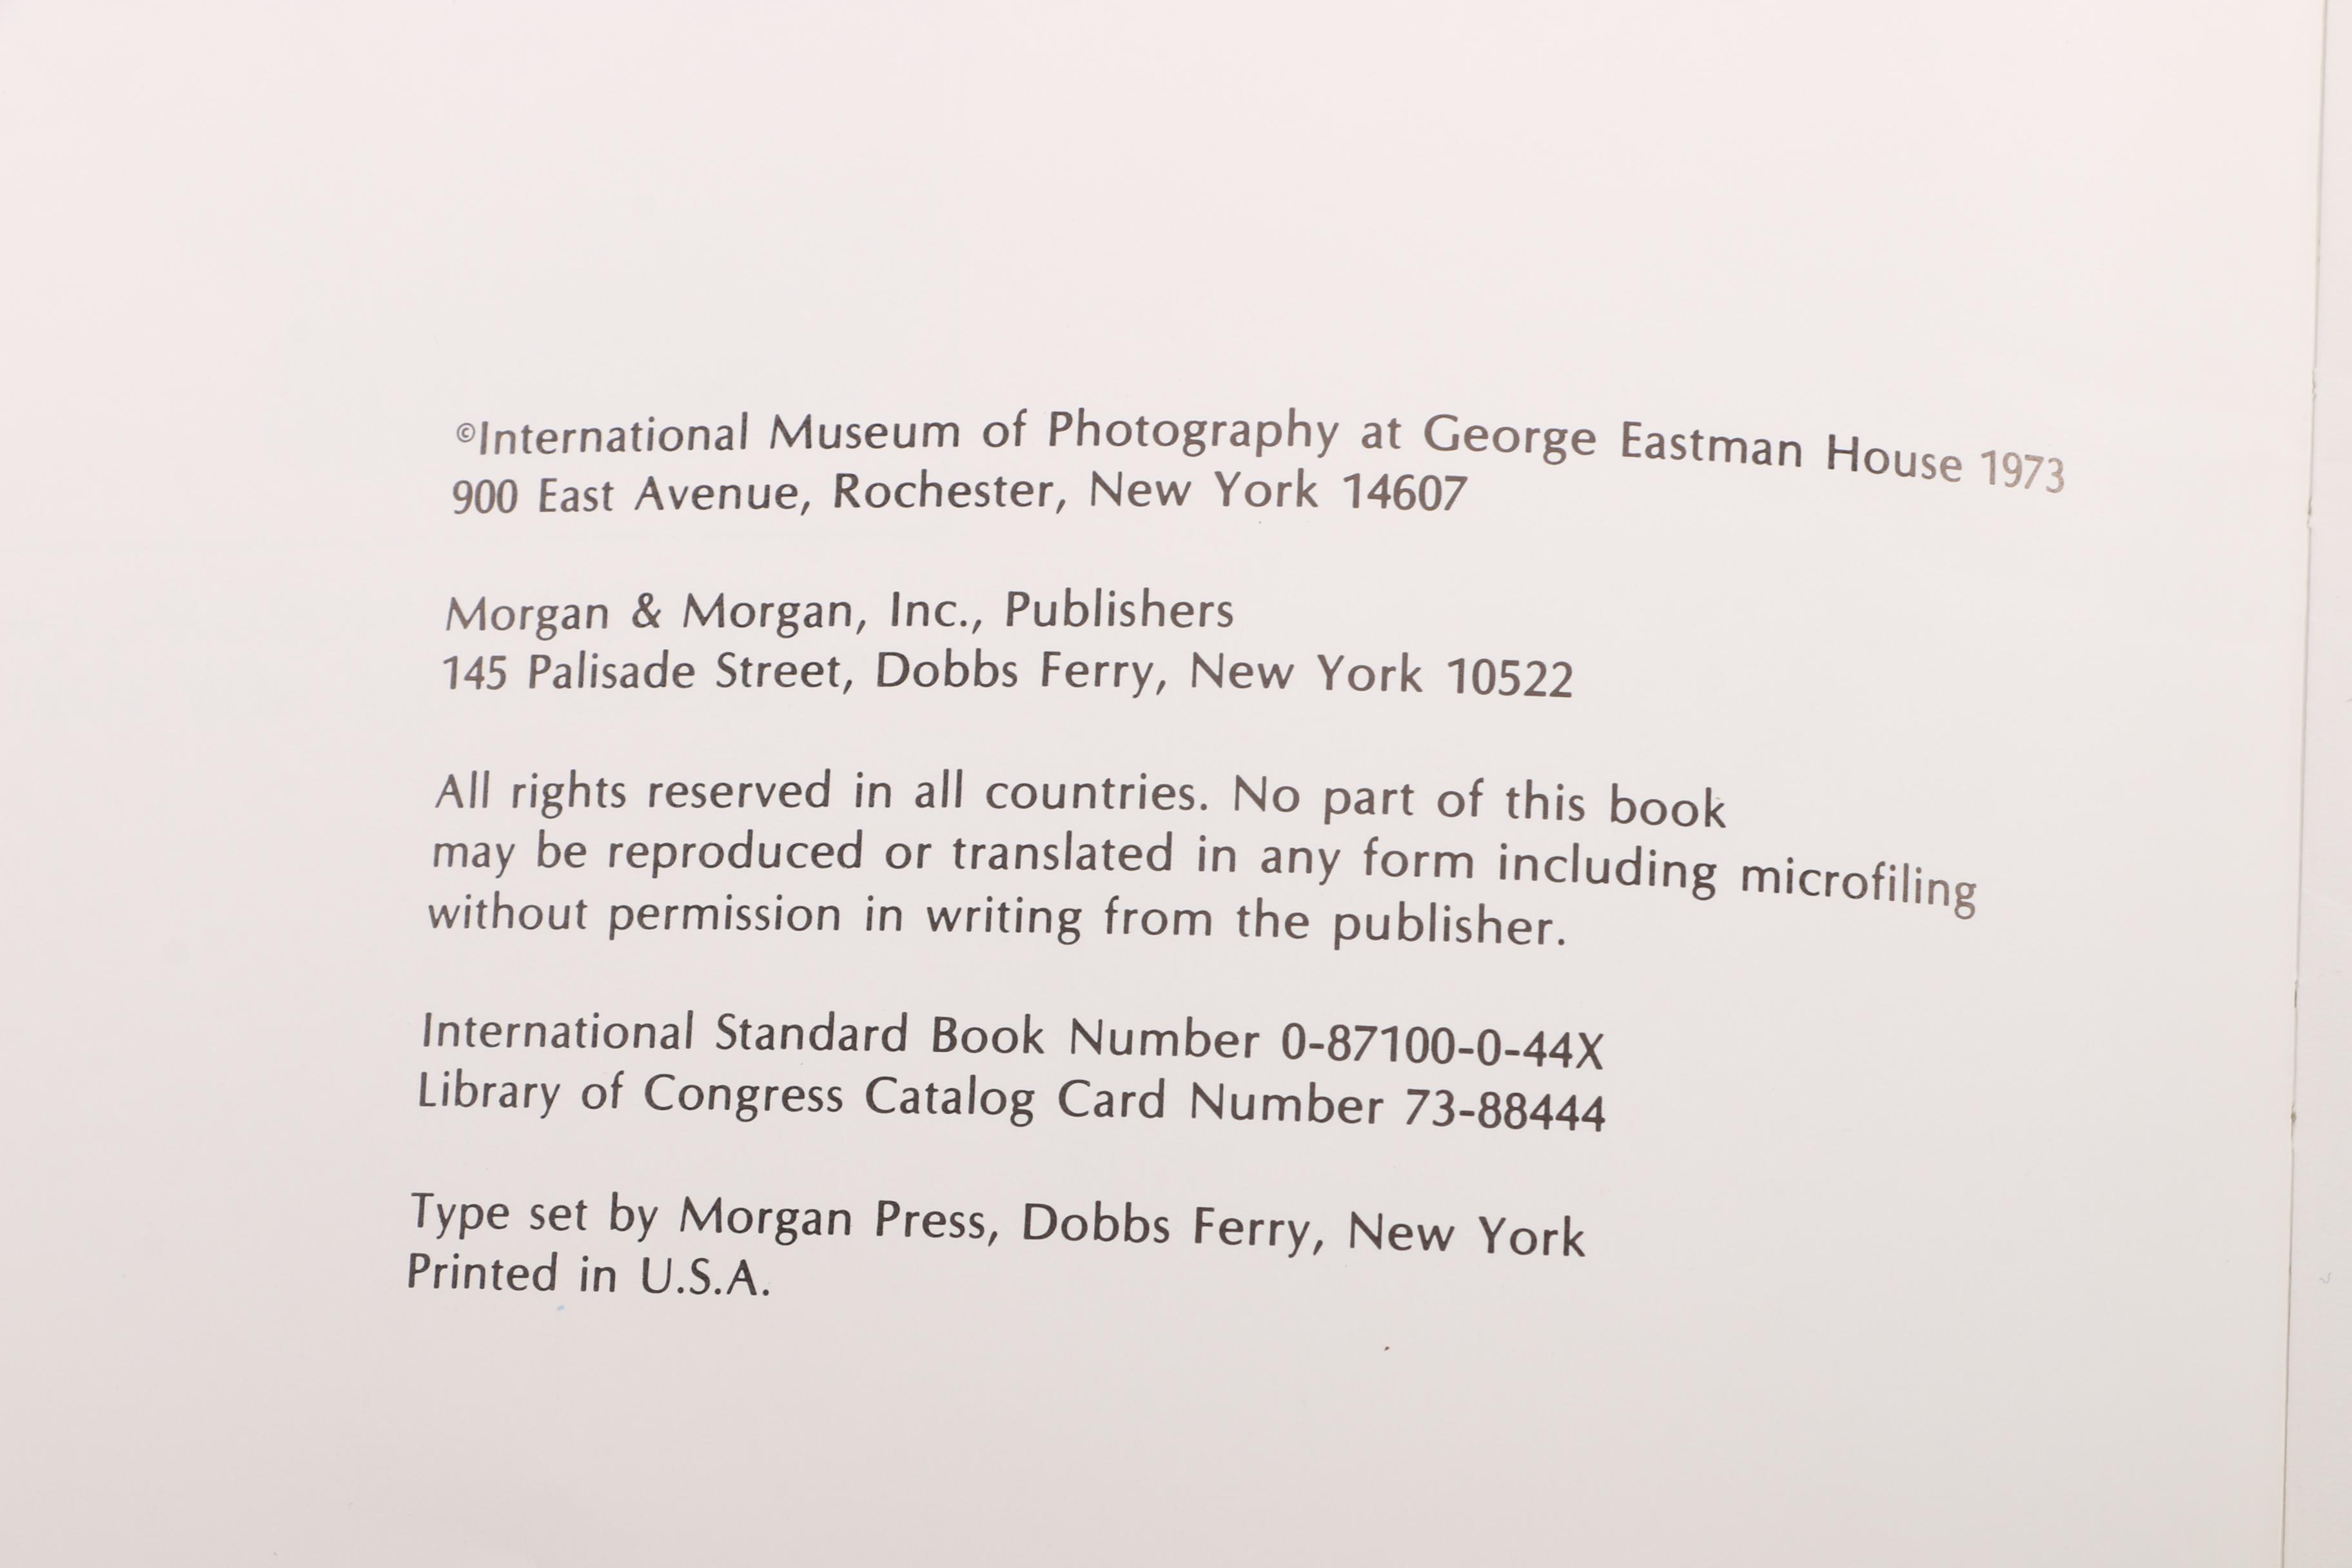 ©International Museum of Photography at George Eastman House 1973
900 East Avenue, Rochester, New York 14607
Morgan & Morgan, Inc., Publishers
145 Palisade Street, Dobbs Ferry, New York 10522
All rights reserved in all countries. No part of this book
may be reproduced or translated in any form including microfiling
without permission in writing from the publisher.
International Standard Book Number 0-87100-0-44X
Library of Congress Catalog Card Number 73-88444
Type set by Morgan Press, Dobbs Ferry, New York
Printed in U.S.A.